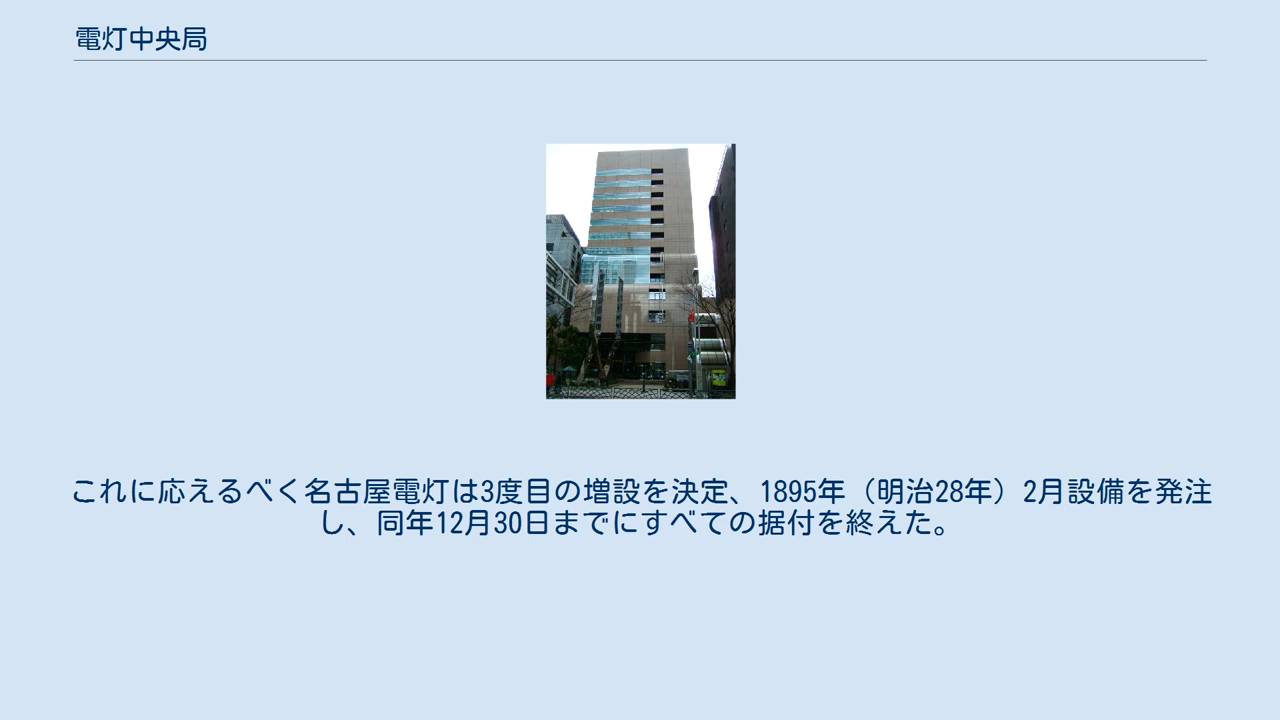 電灯中央局
これに応えるべく名古屋電灯は3度目の増設を決定、1895年（明治28年）2月設備を発注
し、同年12月30日までにすべての据付を終えた。